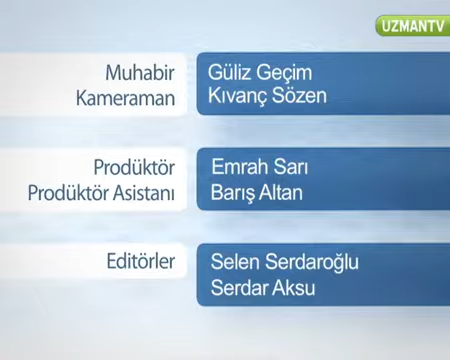 UZMANTV
Muhabir Güliz Geçim
Kameraman Kıvanç Sözen
Prodüktör Emrah Sarı
Prodüktör Asistanı Barış Altan
Editörler Selen Serdaroğlu
Serdar Aksu